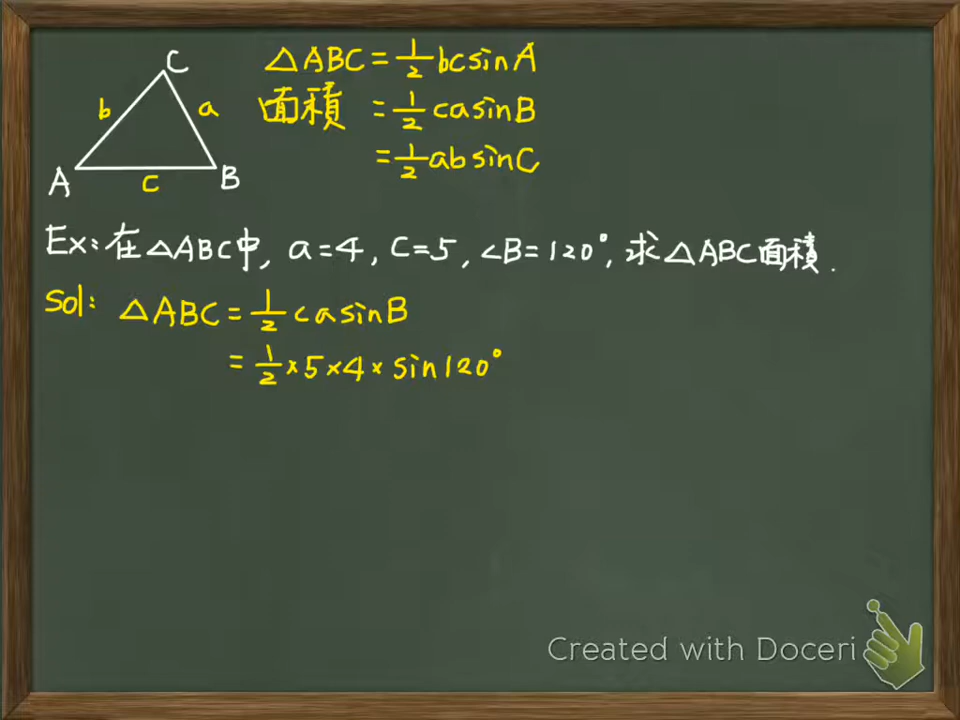 C
b
a
A
c
B
△ABC = 1/2 bcsinA
面積 = 1/2 casinB
= 1/2 absinC
Ex: 在△ABC中, a=4, C=5, ∠B=120°, 求△ABC面積.
Sol: △ABC = 1/2 casinB
= 1/2 × 5 × 4 × sin120°
Created with Doceri